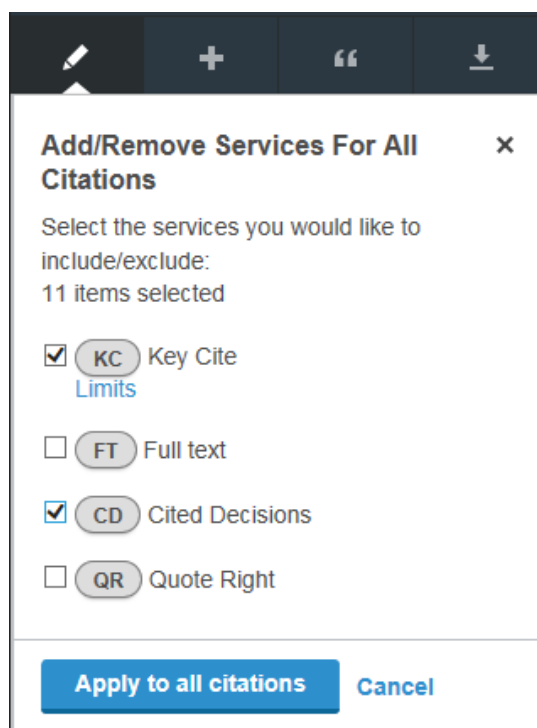 Add/Remove Services For All
Citations
Select the services you would like to
include/exclude:
11 items selected
KC Key Cite
Limits
FT Full text
CD Cited Decisions
QR Quote Right
Apply to all citations Cancel